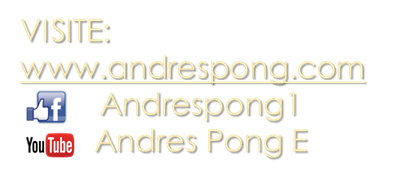 VISITE:
www.andrespong.com
f Andrespong1
You Tube Andres Pong E